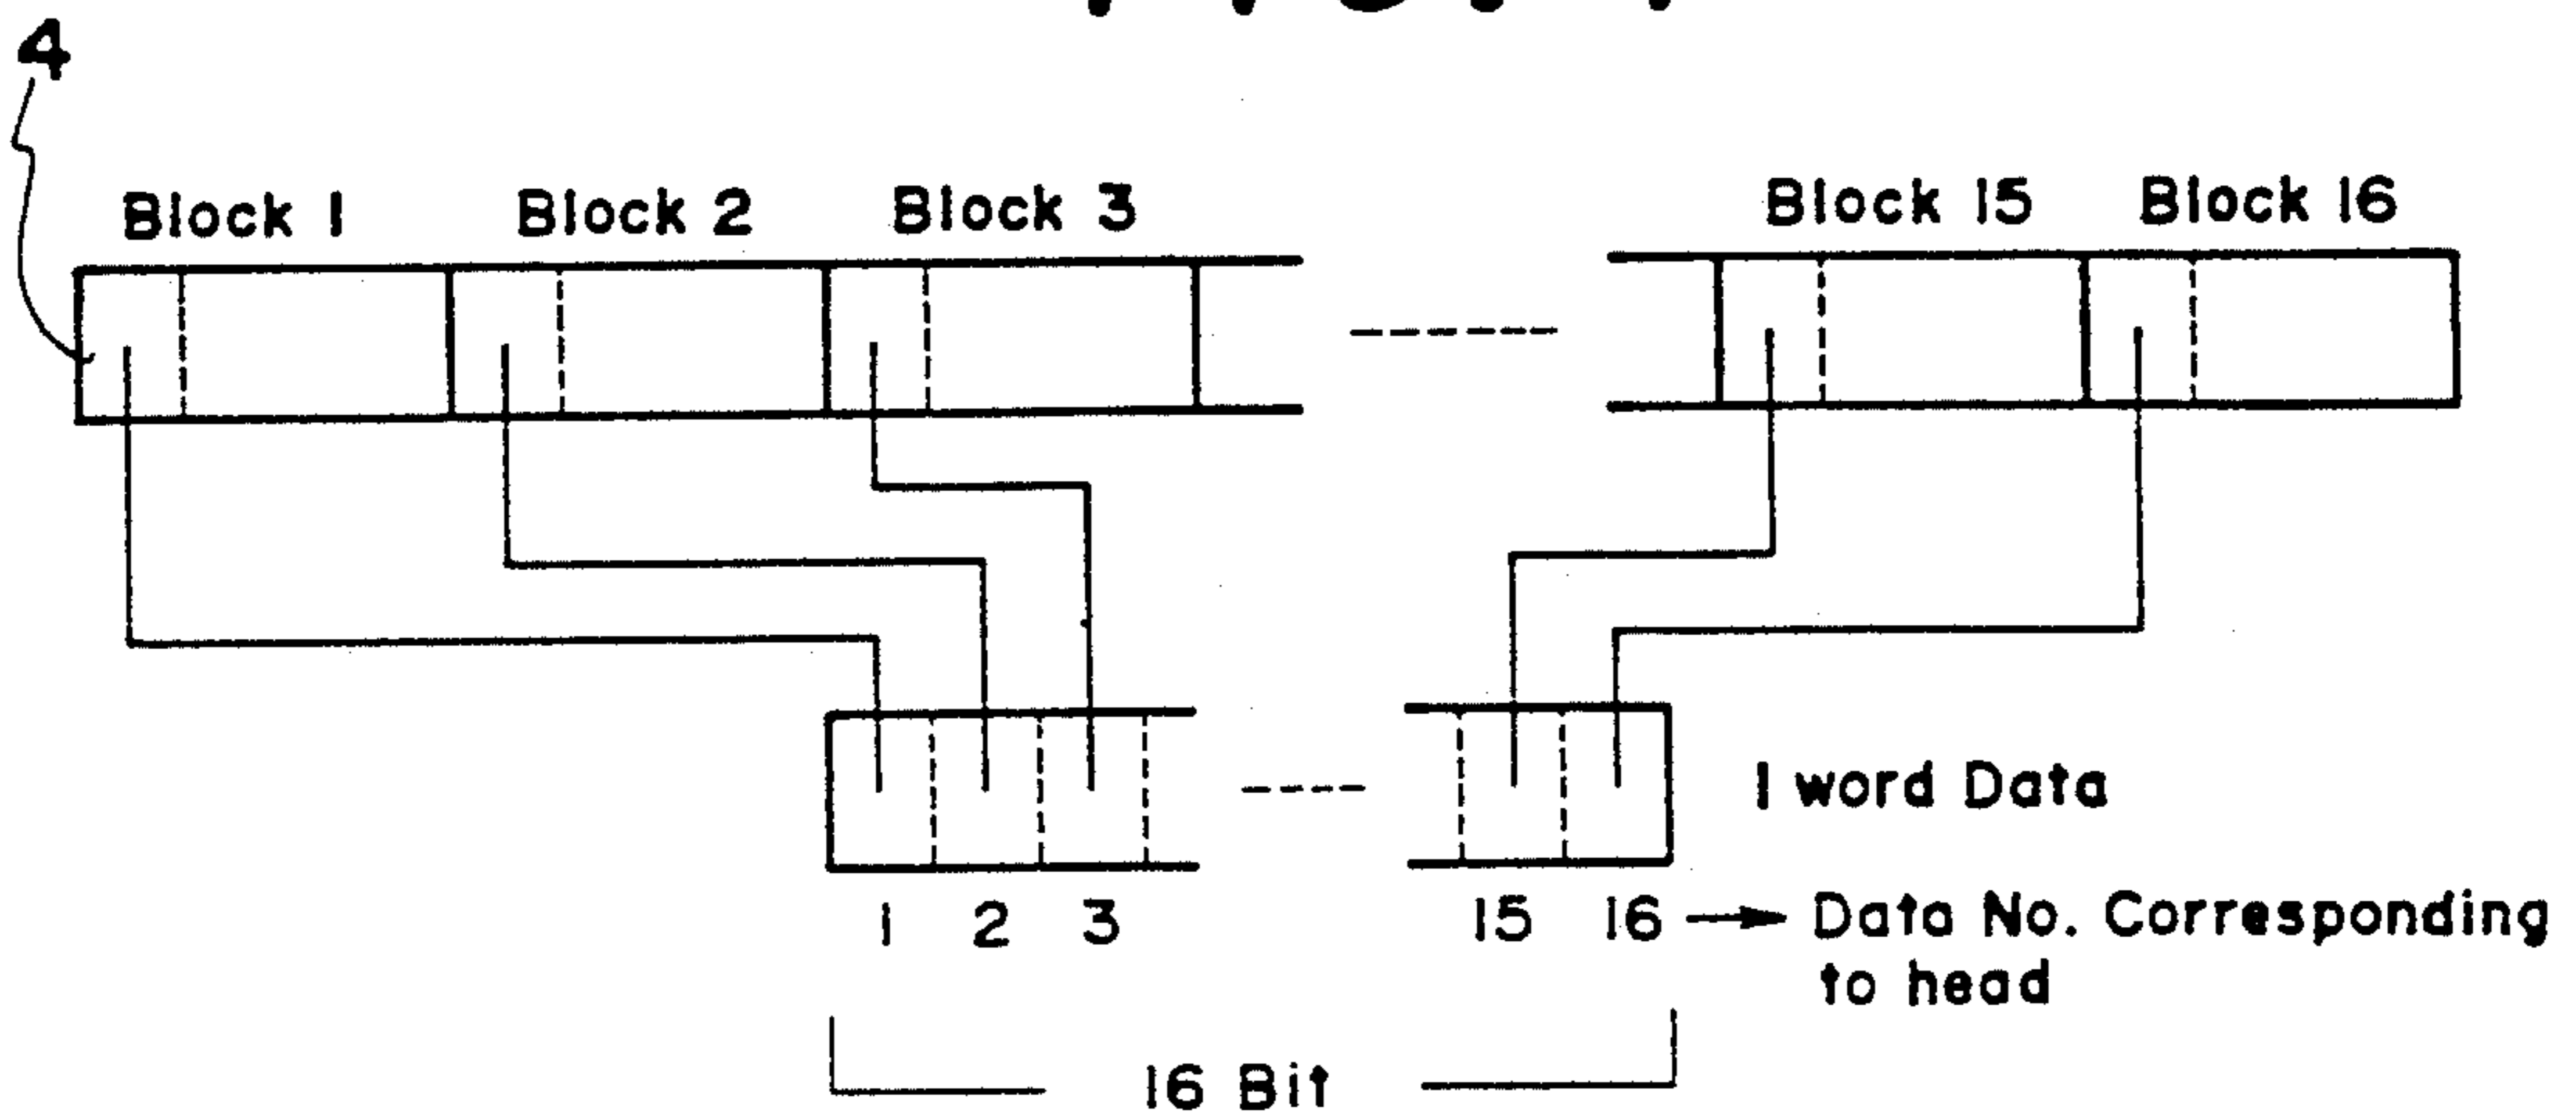 4
Block 1 Block 2 Block 3 Block 15 Block 16
1 word Data
1 2 3 15 16 → Data No. Corresponding
to head
16 Bit